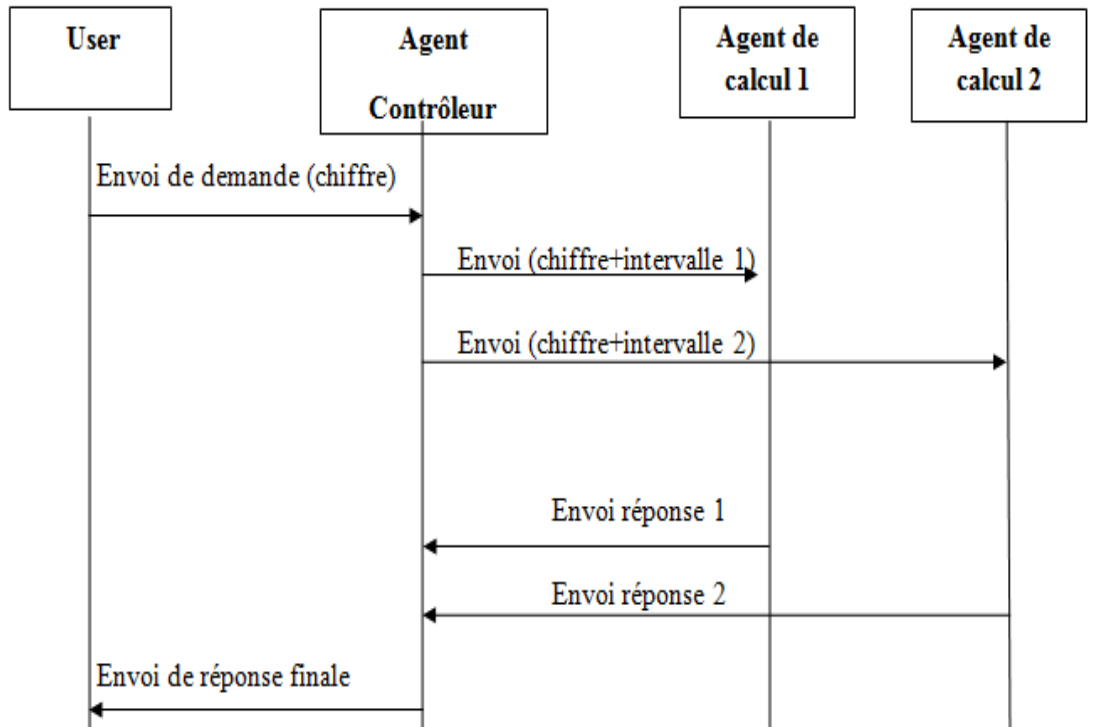 User
Agent
Contrôleur
Agent de
calcul 1
Agent de
calcul 2
Envoi de demande (chiffre)
Envoi (chiffre+intervalle 1)
Envoi (chiffre+intervalle 2)
Envoi réponse 1
Envoi réponse 2
Envoi de réponse finale